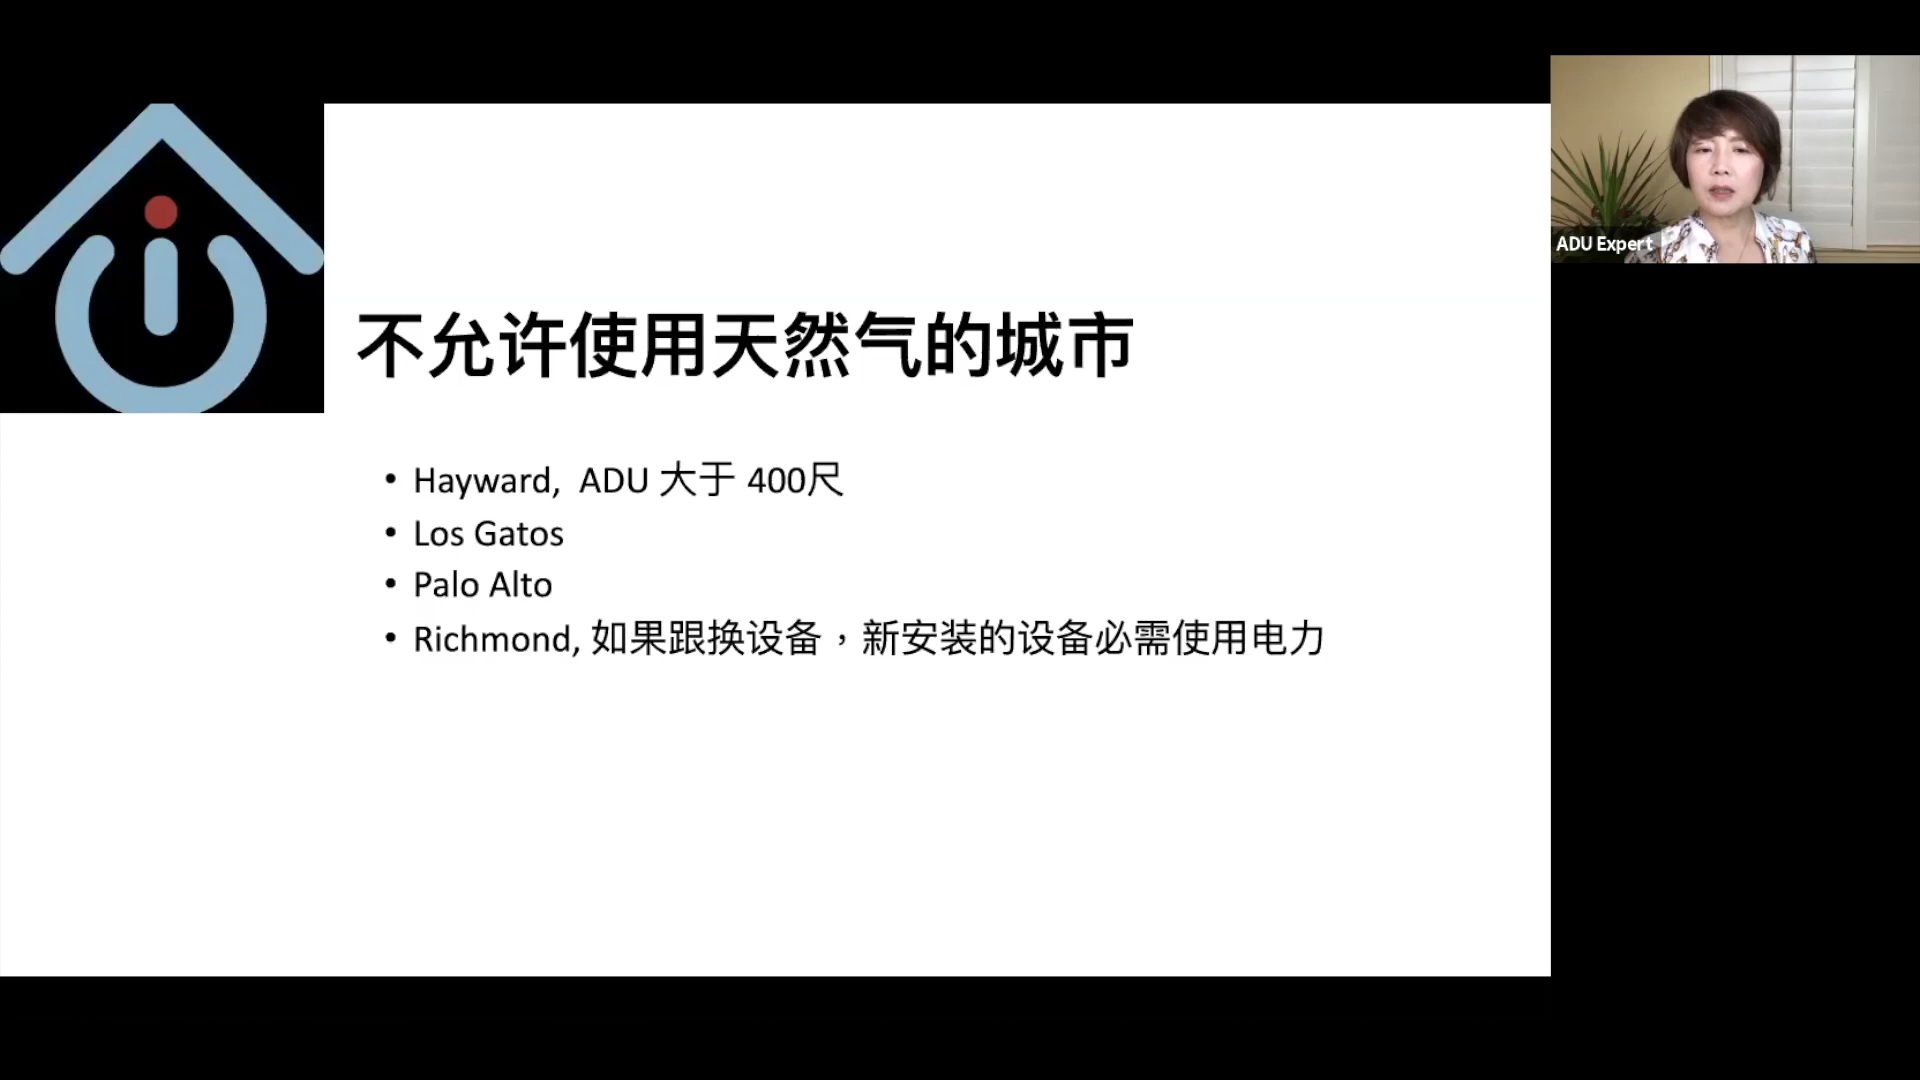 不允许使用天然气的城市
• Hayward,  ADU 大于 400尺
• Los Gatos
• Palo Alto
• Richmond, 如果跟换设备，新安装的设备必需使用电力
ADU Expert